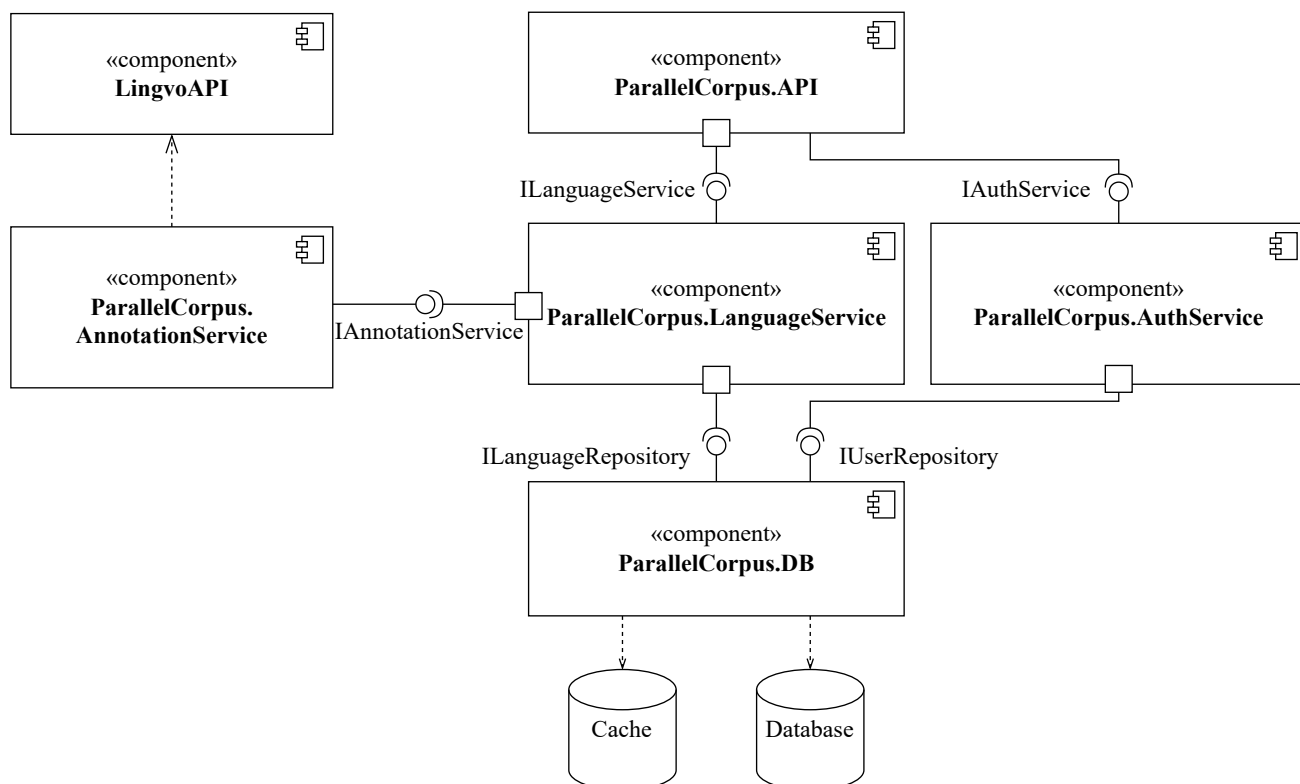 «component»
LingvoAPI
«component»
ParallelCorpus.API
ILanguageService
IAuthService
«component»
ParallelCorpus.
AnnotationService
IAnnotationService
«component»
ParallelCorpus.LanguageService
«component»
ParallelCorpus.AuthService
ILanguageRepository
IUserRepository
«component»
ParallelCorpus.DB
Cache
Database